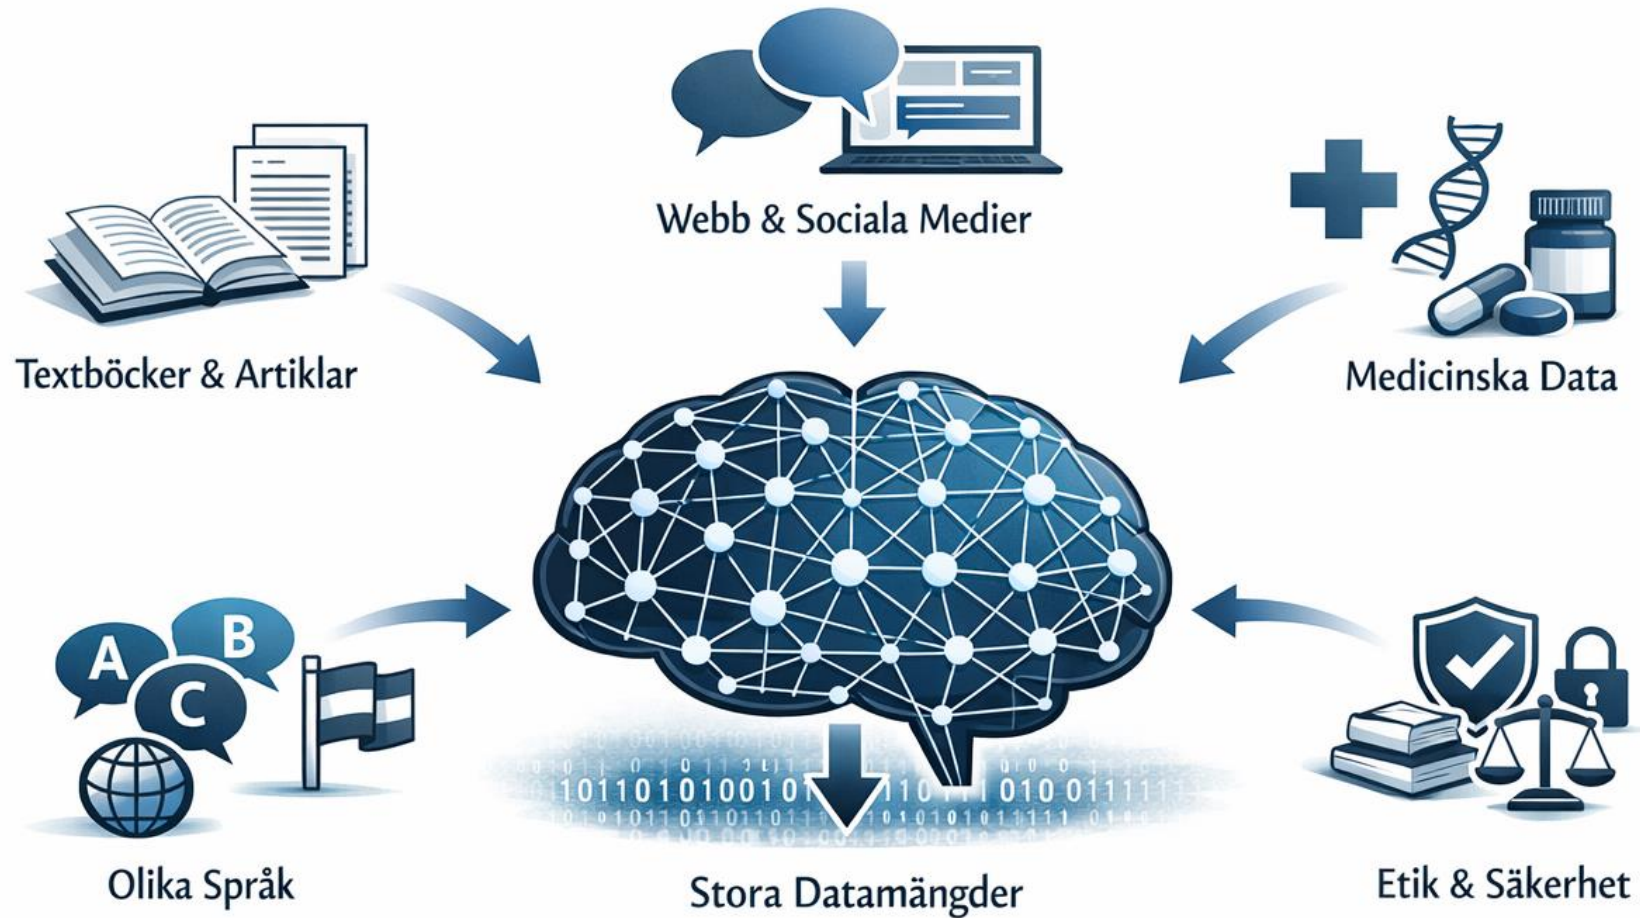 Webb & Sociala Medier
Textböcker & Artiklar
Medicinska Data
A
B
C
Olika Språk
Stora Datamängder
Etik & Säkerhet